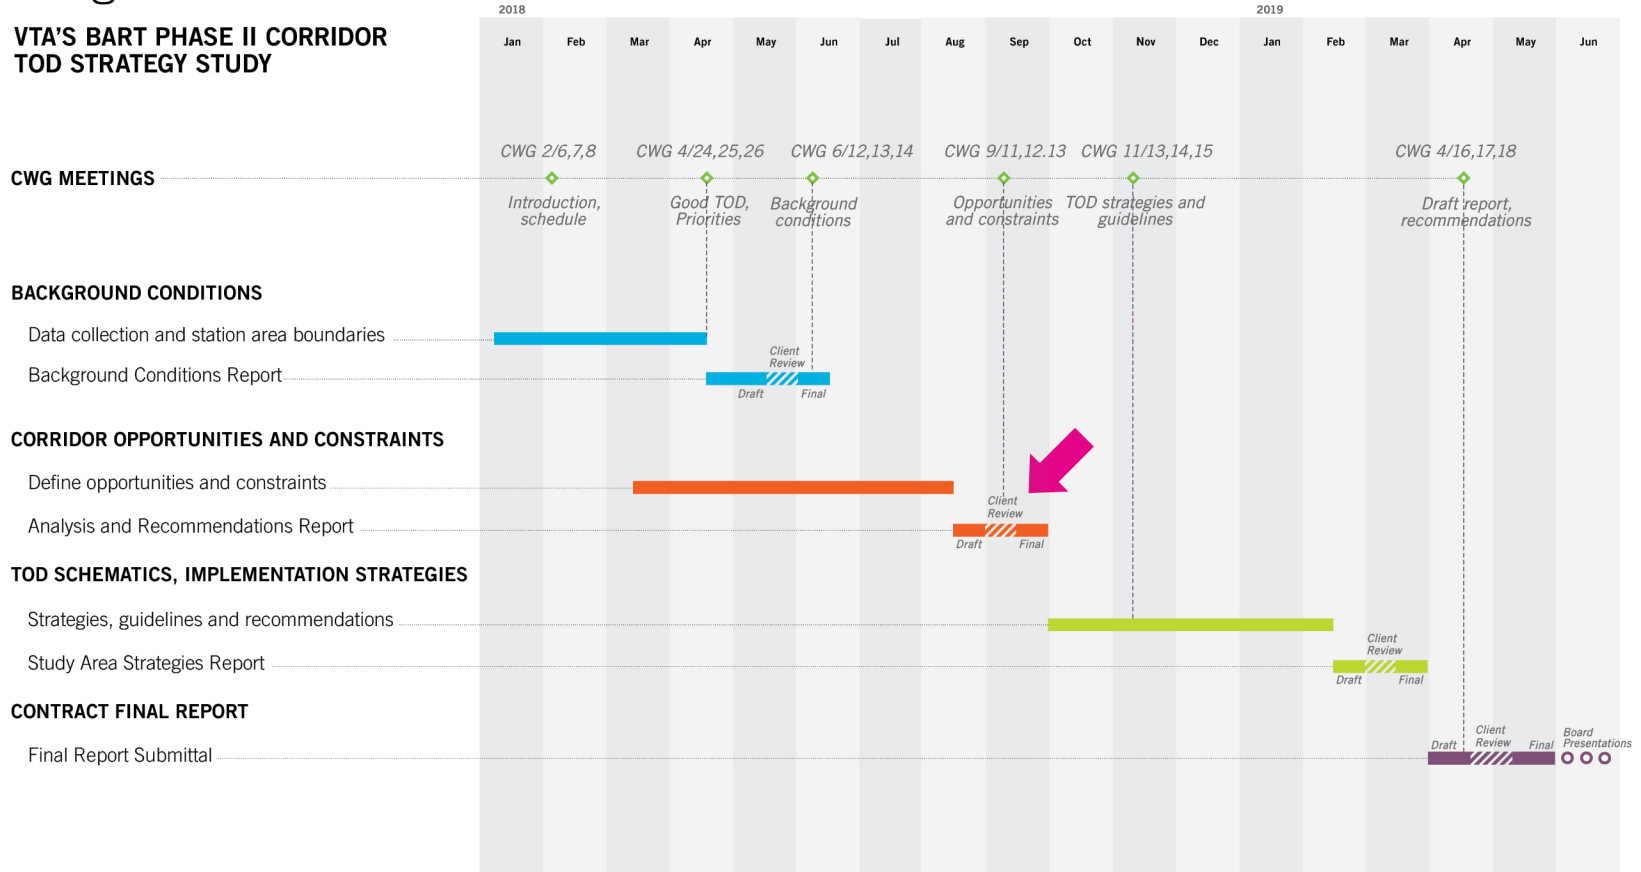 2018 2019
VTA'S BART PHASE II CORRIDOR
TOD STRATEGY STUDY
Jan Feb Mar Apr May Jun Jul Aug Sep Oct Nov Dec Jan Feb Mar Apr May Jun
CWG 2/6,7,8 CWG 4/24,25,26 CWG 6/12,13,14 CWG 9/11,12.13 CWG 11/13,14,15 CWG 4/16,17,18
CWG MEETINGS
Introduction,
schedule
Good TOD,
Priorities
Background
conditions
Opportunities
and constraints
TOD strategies and
guidelines
Draft report,
recommendations
BACKGROUND CONDITIONS
Data collection and station area boundaries
Client
Review
Background Conditions Report
Draft Final
CORRIDOR OPPORTUNITIES AND CONSTRAINTS
Define opportunities and constraints
Client
Review
Analysis and Recommendations Report
Draft Final
TOD SCHEMATICS, IMPLEMENTATION STRATEGIES
Strategies, guidelines and recommendations
Client
Review
Study Area Strategies Report
Draft Final
CONTRACT FINAL REPORT
Draft
Client
Review
Final
Board
Presentations
Final Report Submittal